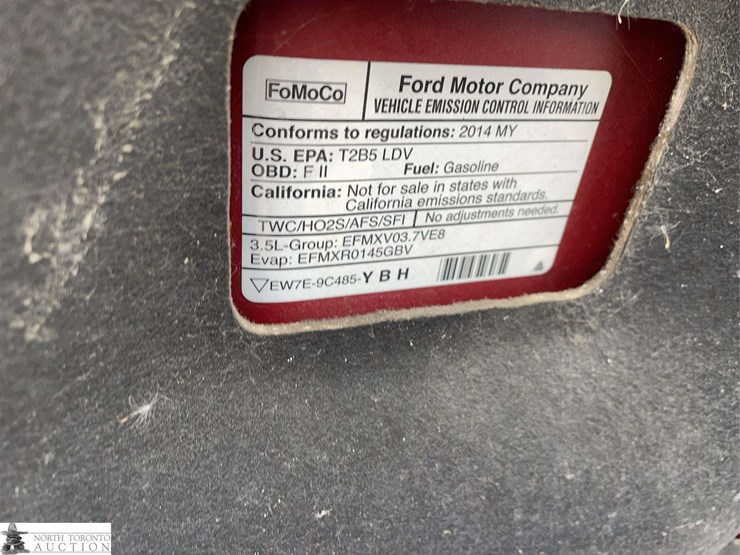 FoMoCo
Ford Motor Company
VEHICLE EMISSION CONTROL INFORMATION
Conforms to regulations: 2014 MY
U.S. EPA: T2B5 LDV
OBD: F II Fuel: Gasoline
California: Not for sale in states with
California emissions standards.
TWC/HO2S/AFS/SFI No adjustments needed.
3.5L-Group: EFMXV03.7VE8
Evap: EFMXR0145GBV
EW7E-9C485-Y B H
NORTH TORONTO
AUCTION